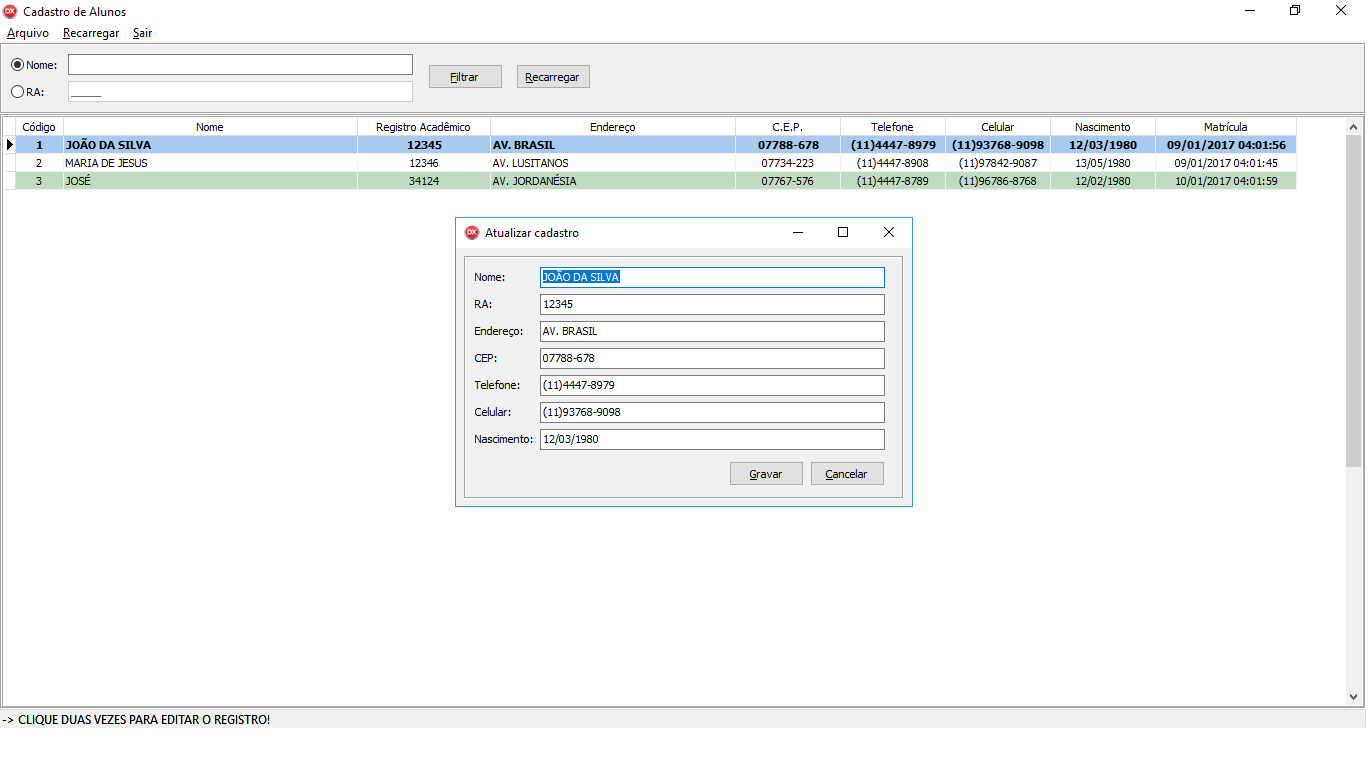 DX Cadastro de Alunos
Arquivo Recarregar Sair
Nome: Filtrar Recarregar
RA: _____
Código Nome Registro Acadêmico Endereço C.E.P. Telefone Celular Nascimento Matrícula
1 JOÃO DA SILVA 12345 AV. BRASIL 07788-678 (11)4447-8979 (11)93768-9098 12/03/1980 09/01/2017 04:01:56
2 MARIA DE JESUS 12346 AV. LUSITANOS 07734-223 (11)4447-8908 (11)97842-9087 13/05/1980 09/01/2017 04:01:45
3 JOSÉ 34124 AV. JORDANÉSIA 07767-576 (11)4447-8789 (11)96786-8768 12/02/1980 10/01/2017 04:01:59
DX Atualizar cadastro
Nome: JOÃO DA SILVA
RA: 12345
Endereço: AV. BRASIL
CEP: 07788-678
Telefone: (11)4447-8979
Celular: (11)93768-9098
Nascimento: 12/03/1980
Gravar Cancelar
-> CLIQUE DUAS VEZES PARA EDITAR O REGISTRO!